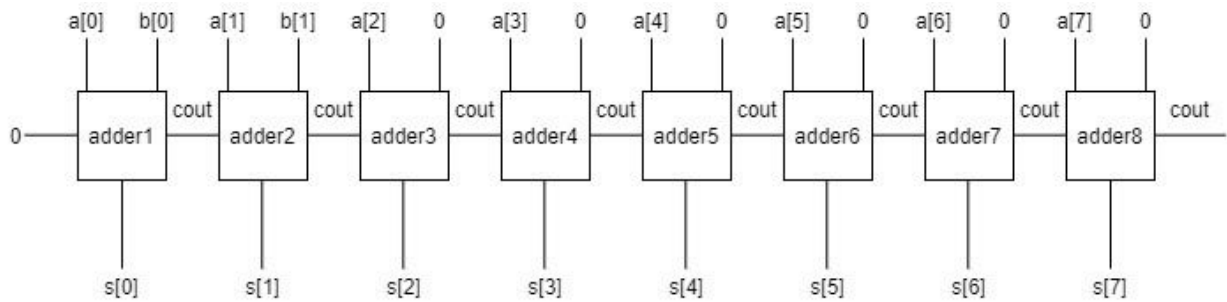 a[0] b[0] a[1] b[1] a[2] 0 a[3] 0 a[4] 0 a[5] 0 a[6] 0 a[7] 0
cout cout cout cout cout cout cout cout
0 adder1 adder2 adder3 adder4 adder5 adder6 adder7 adder8
s[0] s[1] s[2] s[3] s[4] s[5] s[6] s[7]